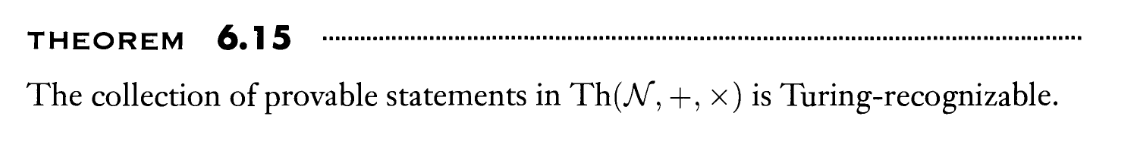 THEOREM 6.15
The collection of provable statements in Th(𝒩, +, ×) is Turing-recognizable.